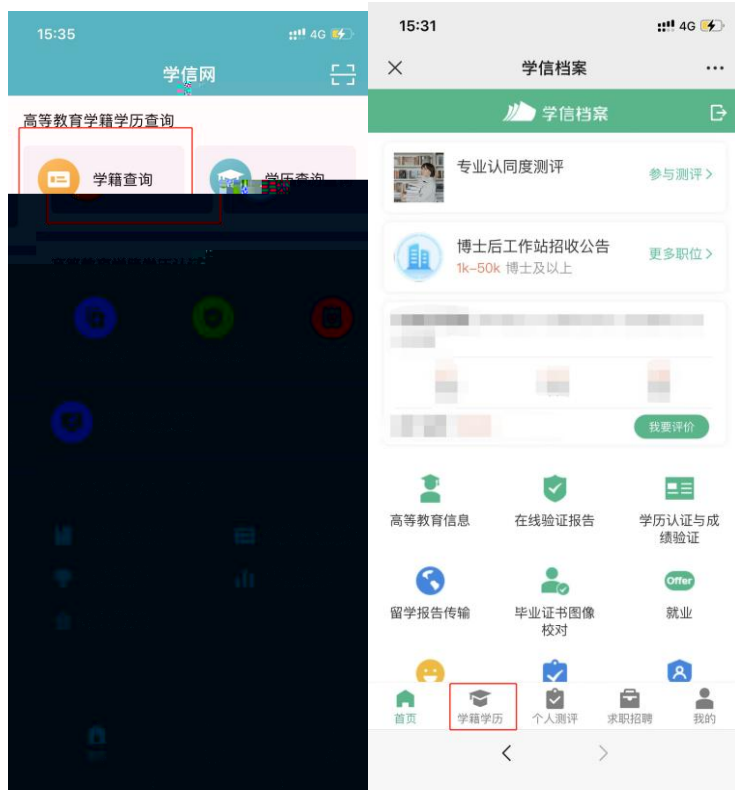 15:35
4G
学信网
高等教育学籍学历查询
学籍查询
学历查询
15:31
4G
学信档案
学信档案
专业认同度测评
参与测评
博士后工作站招收公告
1k-50k 博士及以上
更多职位
我要评价
高等教育信息
在线验证报告
学历认证与成
绩验证
留学报告传输
毕业证书图像
校对
Offer
就业
首页
学籍学历
个人测评
求职招聘
我的